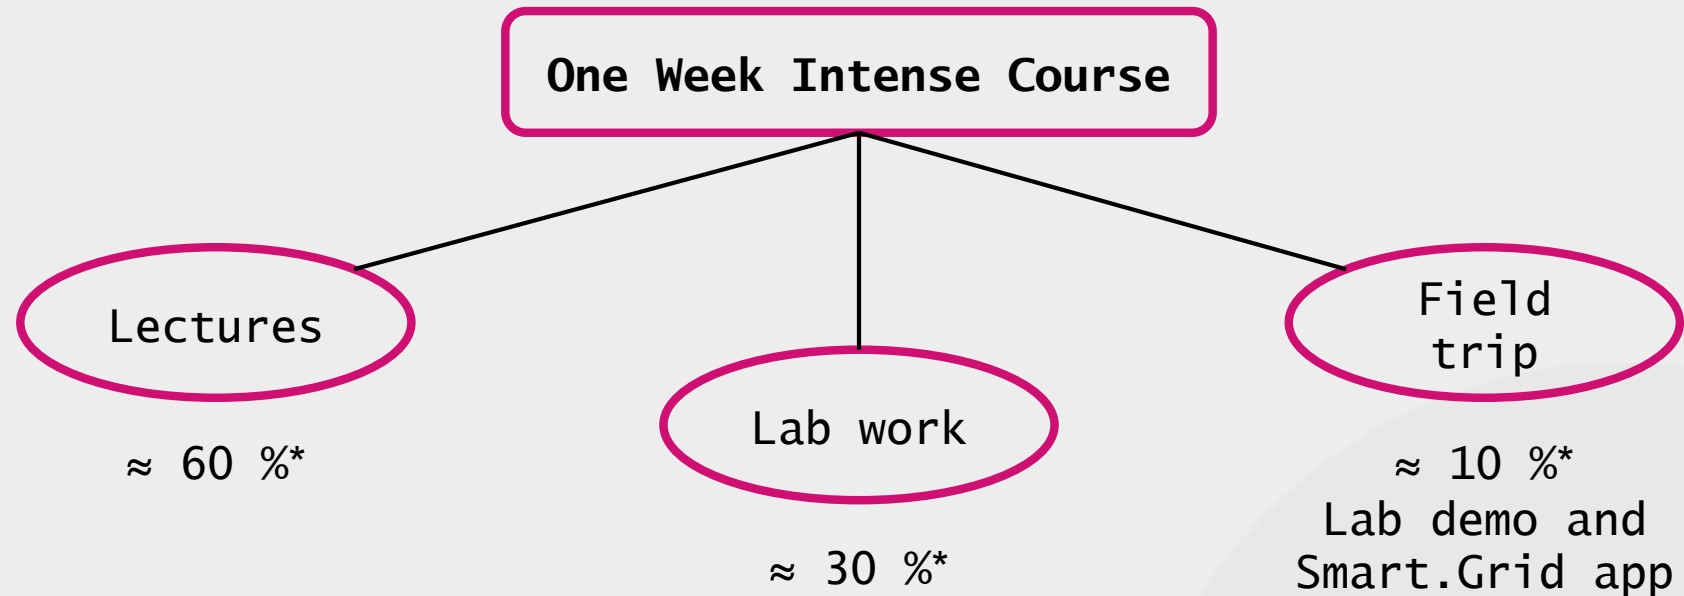 One Week Intense Course
Lectures
≈ 60 %*
Lab work
≈ 30 %*
Field
trip
≈ 10 %*
Lab demo and
Smart.Grid app